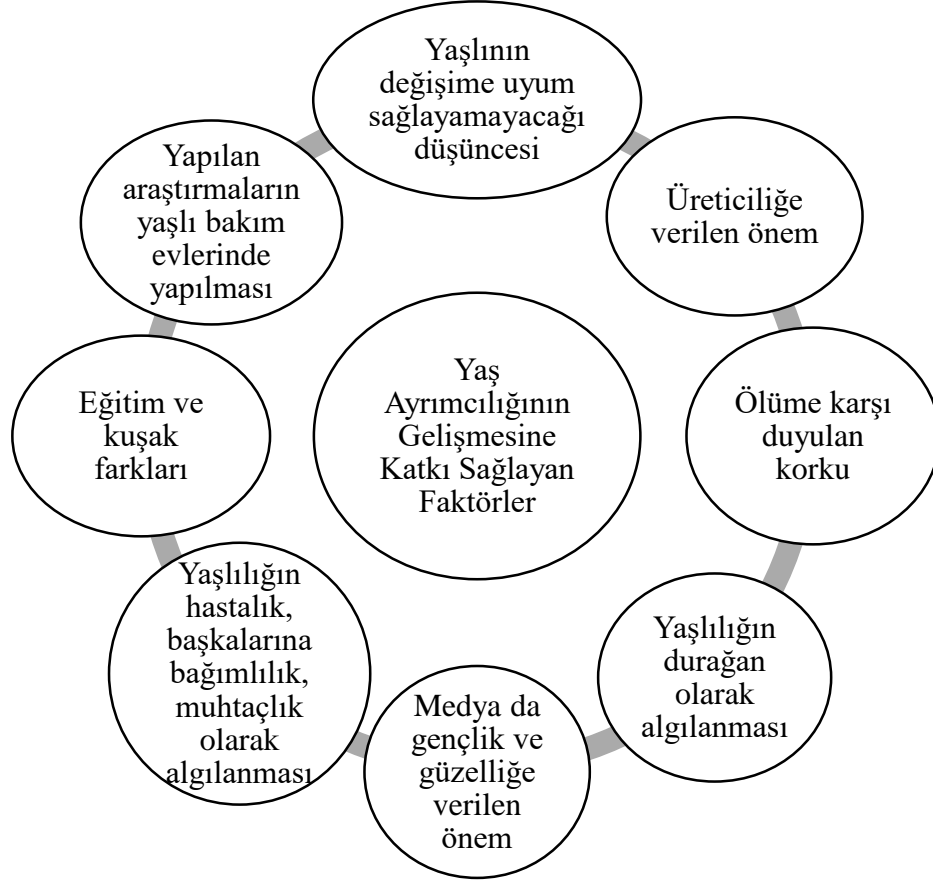 Yaşlının
değişime uyum
sağlayamayacağı
düşüncesi
Üreticiliğe
verilen önem
Ölüme karşı
duyulan
korku
Yaşlılığın
durağan
olarak
algılanması
Medya da
gençlik ve
güzelliğe
verilen
önem
Yaşlılığın
hastalık,
başkalarına
bağımlılık,
muhtaçlık
olarak
algılanması
Eğitim ve
kuşak
farkları
Yapılan
araştırmaların
yaşlı bakım
evlerinde
yapılması
Yaş
Ayrımcılığının
Gelişmesine
Katkı Sağlayan
Faktörler